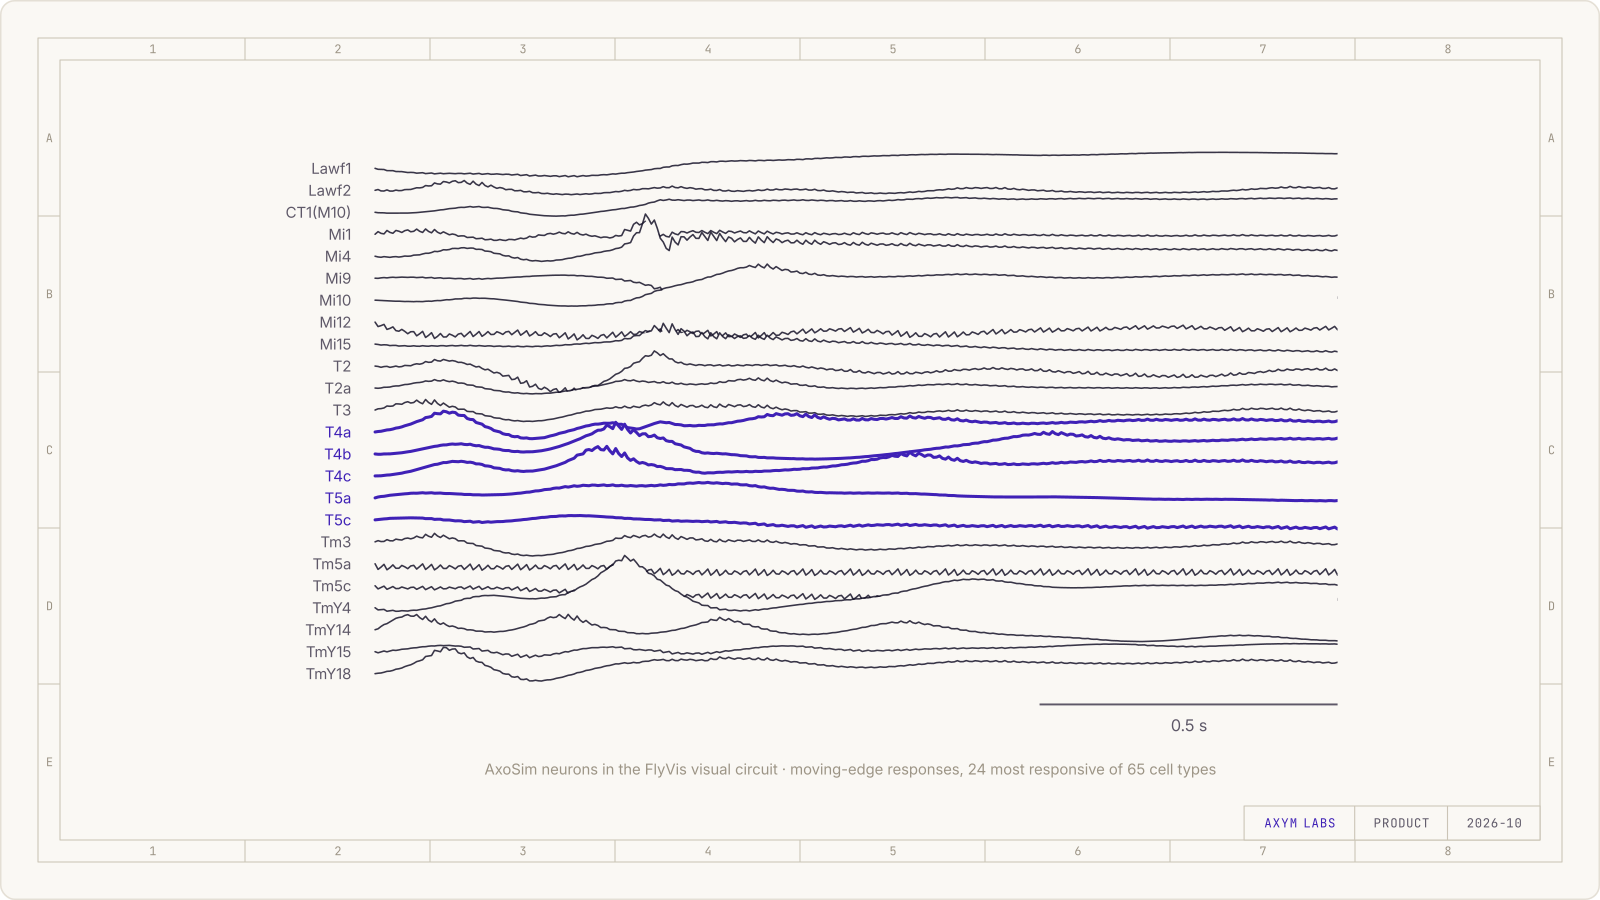 1 2 3 4 5 6 7 8
A A
B B
C C
D D
E E
Lawf1
Lawf2
CT1(M10)
Mi1
Mi4
Mi9
Mi10
Mi12
Mi15
T2
T2a
T3
T4a
T4b
T4c
T5a
T5c
Tm3
Tm5a
Tm5c
TmY4
TmY14
TmY15
TmY18
0.5 s
AxoSim neurons in the FlyVis visual circuit · moving-edge responses, 24 most responsive of 65 cell types
AXYM LABS PRODUCT 2026-10
1 2 3 4 5 6 7 8